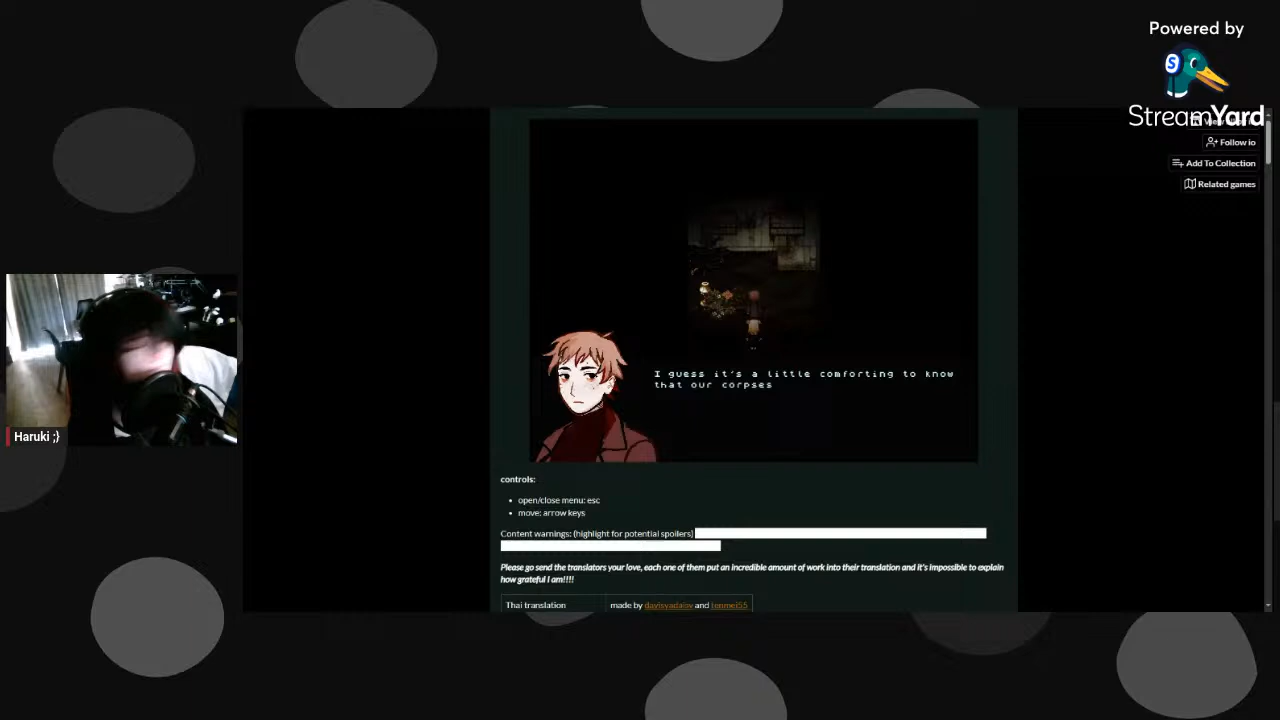 Powered by
StreamYard
Follow io
Add To Collection
Related games
I guess it's a little comforting to know
that our corpses
Haruki ;}
controls:
open/close menu: esc
move: arrow keys
Content warnings: (highlight for potential spoilers)
Please go send the translators your love, each one of them put an incredible amount of work into their translation and it's impossible to explain
how grateful I am!!!!
Thai translation made by davisyadaisy and